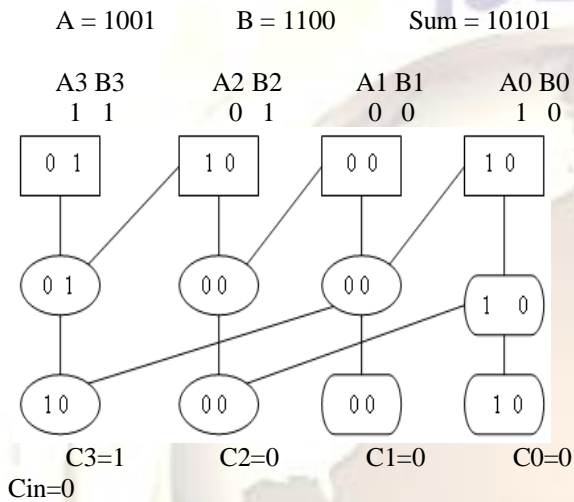 A = 1001 B = 1100 Sum = 10101
A3 B3 A2 B2 A1 B1 A0 B0
1 1 0 1 0 0 1 0
0 1 1 0 0 0 1 0
0 1 0 0 0 0 1 0
1 0 0 0 0 0 1 0
C3=1 C2=0 C1=0 C0=0
Cin=0